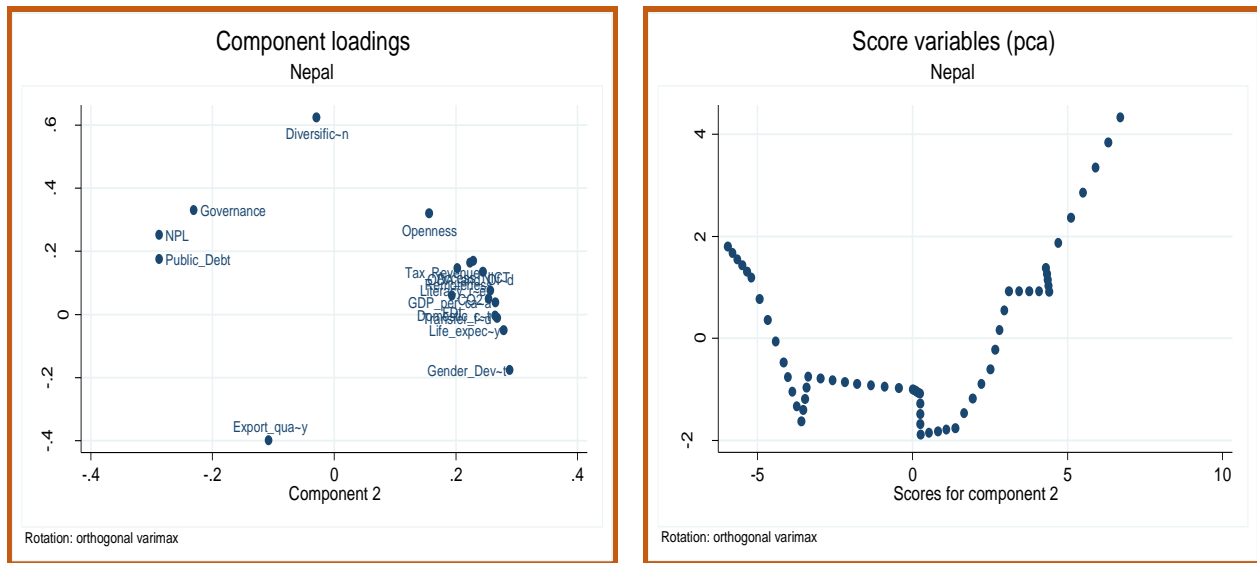 Component loadings
Nepal
.6
.4
.2
0
-.2
-.4
Diversific~n
Governance
NPL
Public_Debt
Openness
Tax_Revenue
CO2
GDP_per_ca~a
Life_expec~y
Gender_Dev~t
Export_qua~y
-.4
-.2
0
.2
.4
Component 2
Rotation: orthogonal varimax
Score variables (pca)
Nepal
4
2
0
-2
-5
0
5
10
Scores for component 2
Rotation: orthogonal varimax